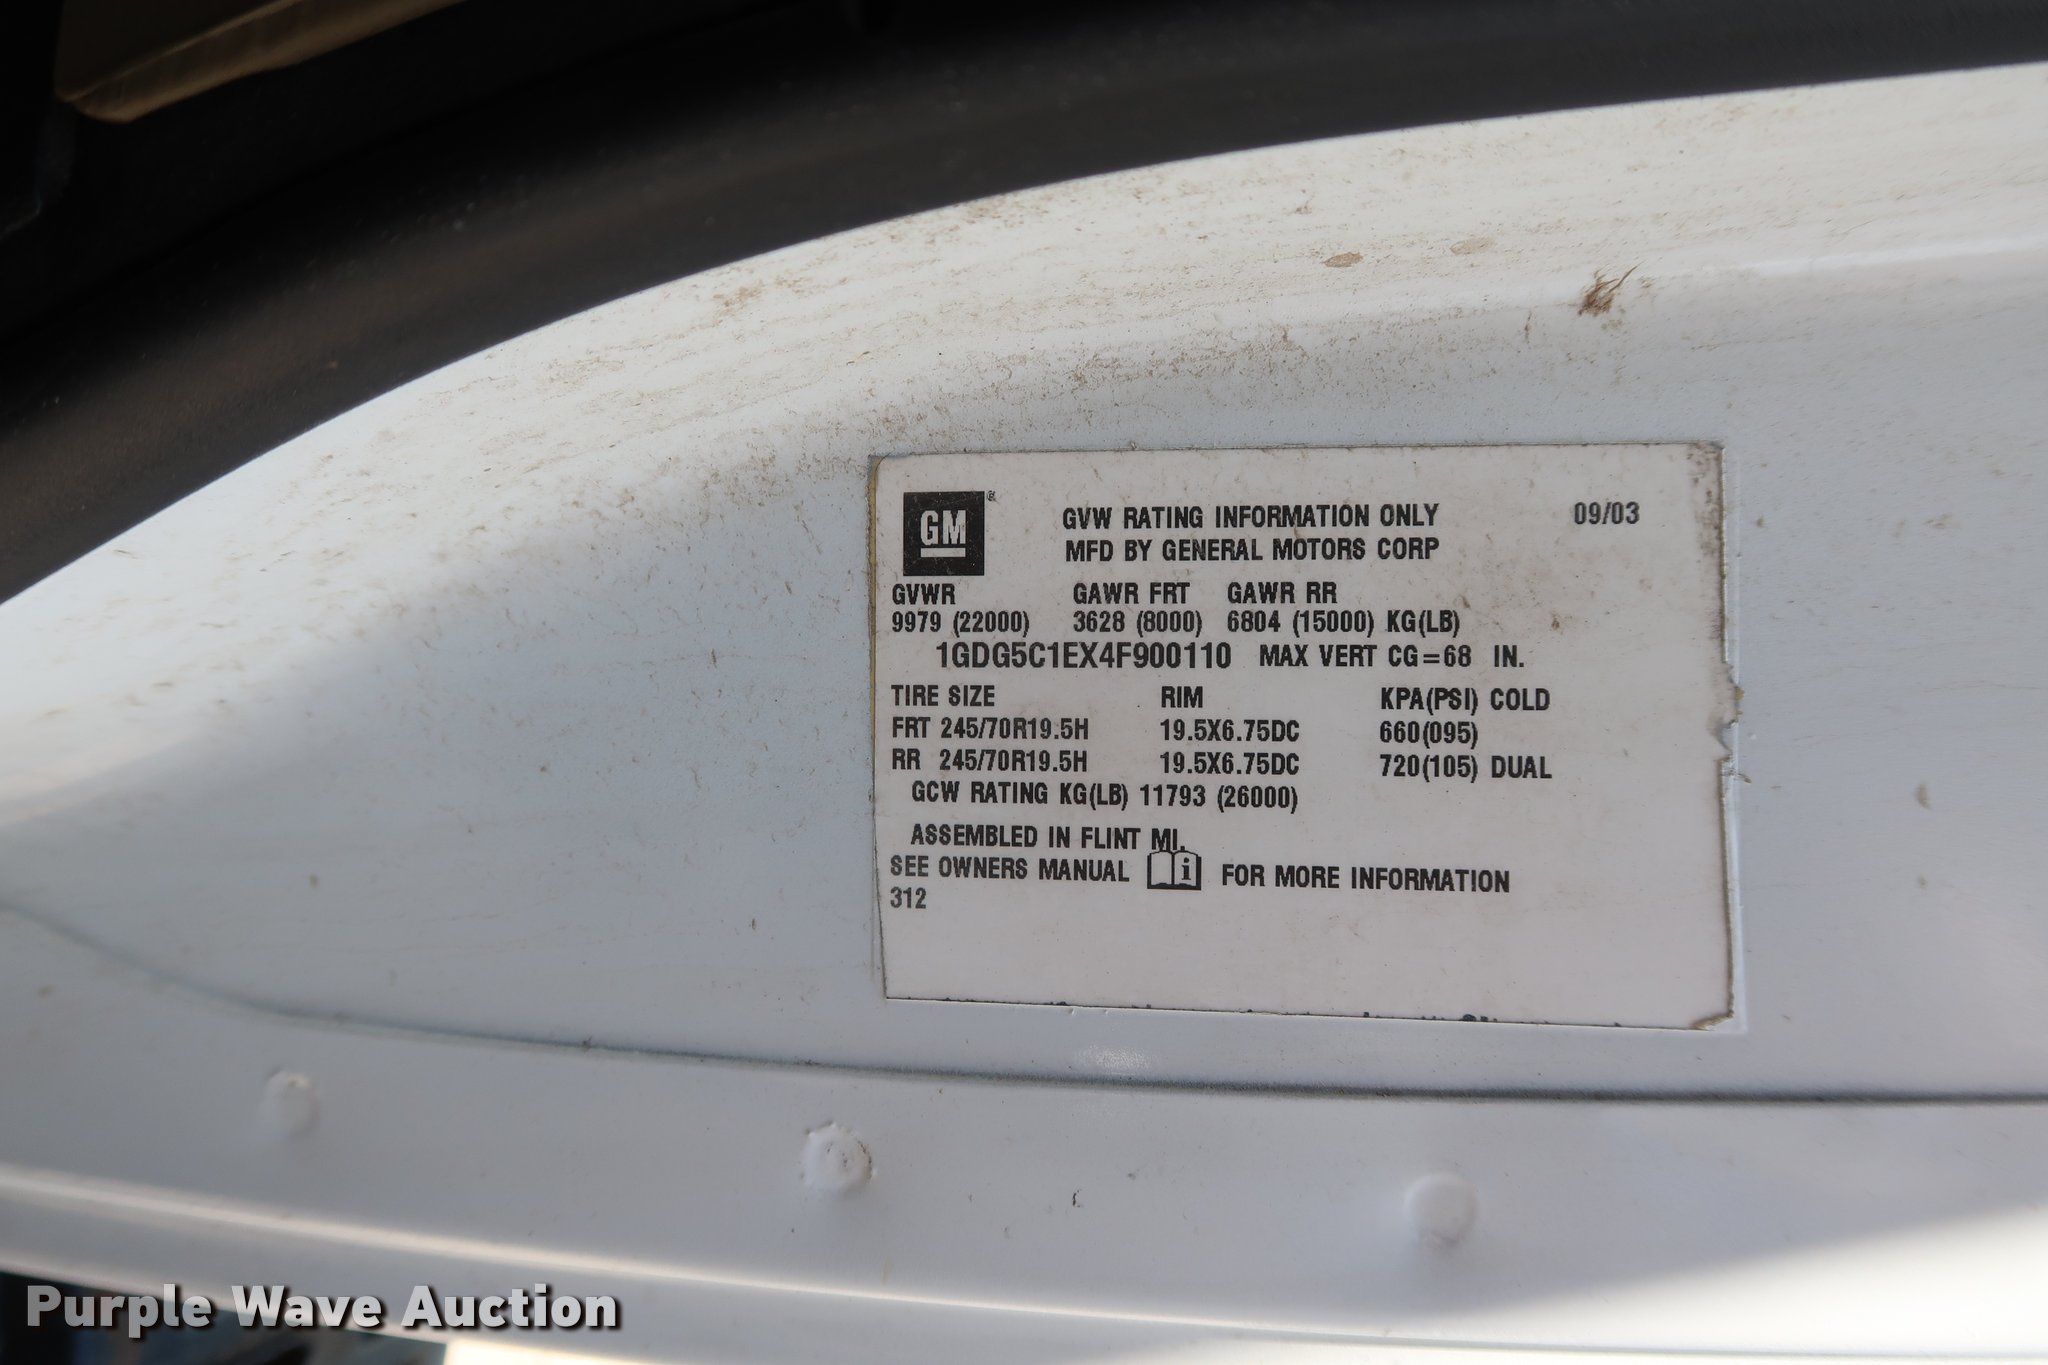 GM®
GVW RATING INFORMATION ONLY 09/03
MFD BY GENERAL MOTORS CORP
GVWR GAWR FRT GAWR RR
9979 (22000) 3628 (8000) 6804 (15000) KG(LB)
1GDG5C1EX4F900110 MAX VERT CG=68 IN.
TIRE SIZE RIM KPA(PSI) COLD
FRT 245/70R19.5H 19.5X6.75DC 660(095)
RR 245/70R19.5H 19.5X6.75DC 720(105) DUAL
GCW RATING KG(LB) 11793 (26000)
ASSEMBLED IN FLINT MI.
SEE OWNERS MANUAL i FOR MORE INFORMATION
312
Purple Wave Auction